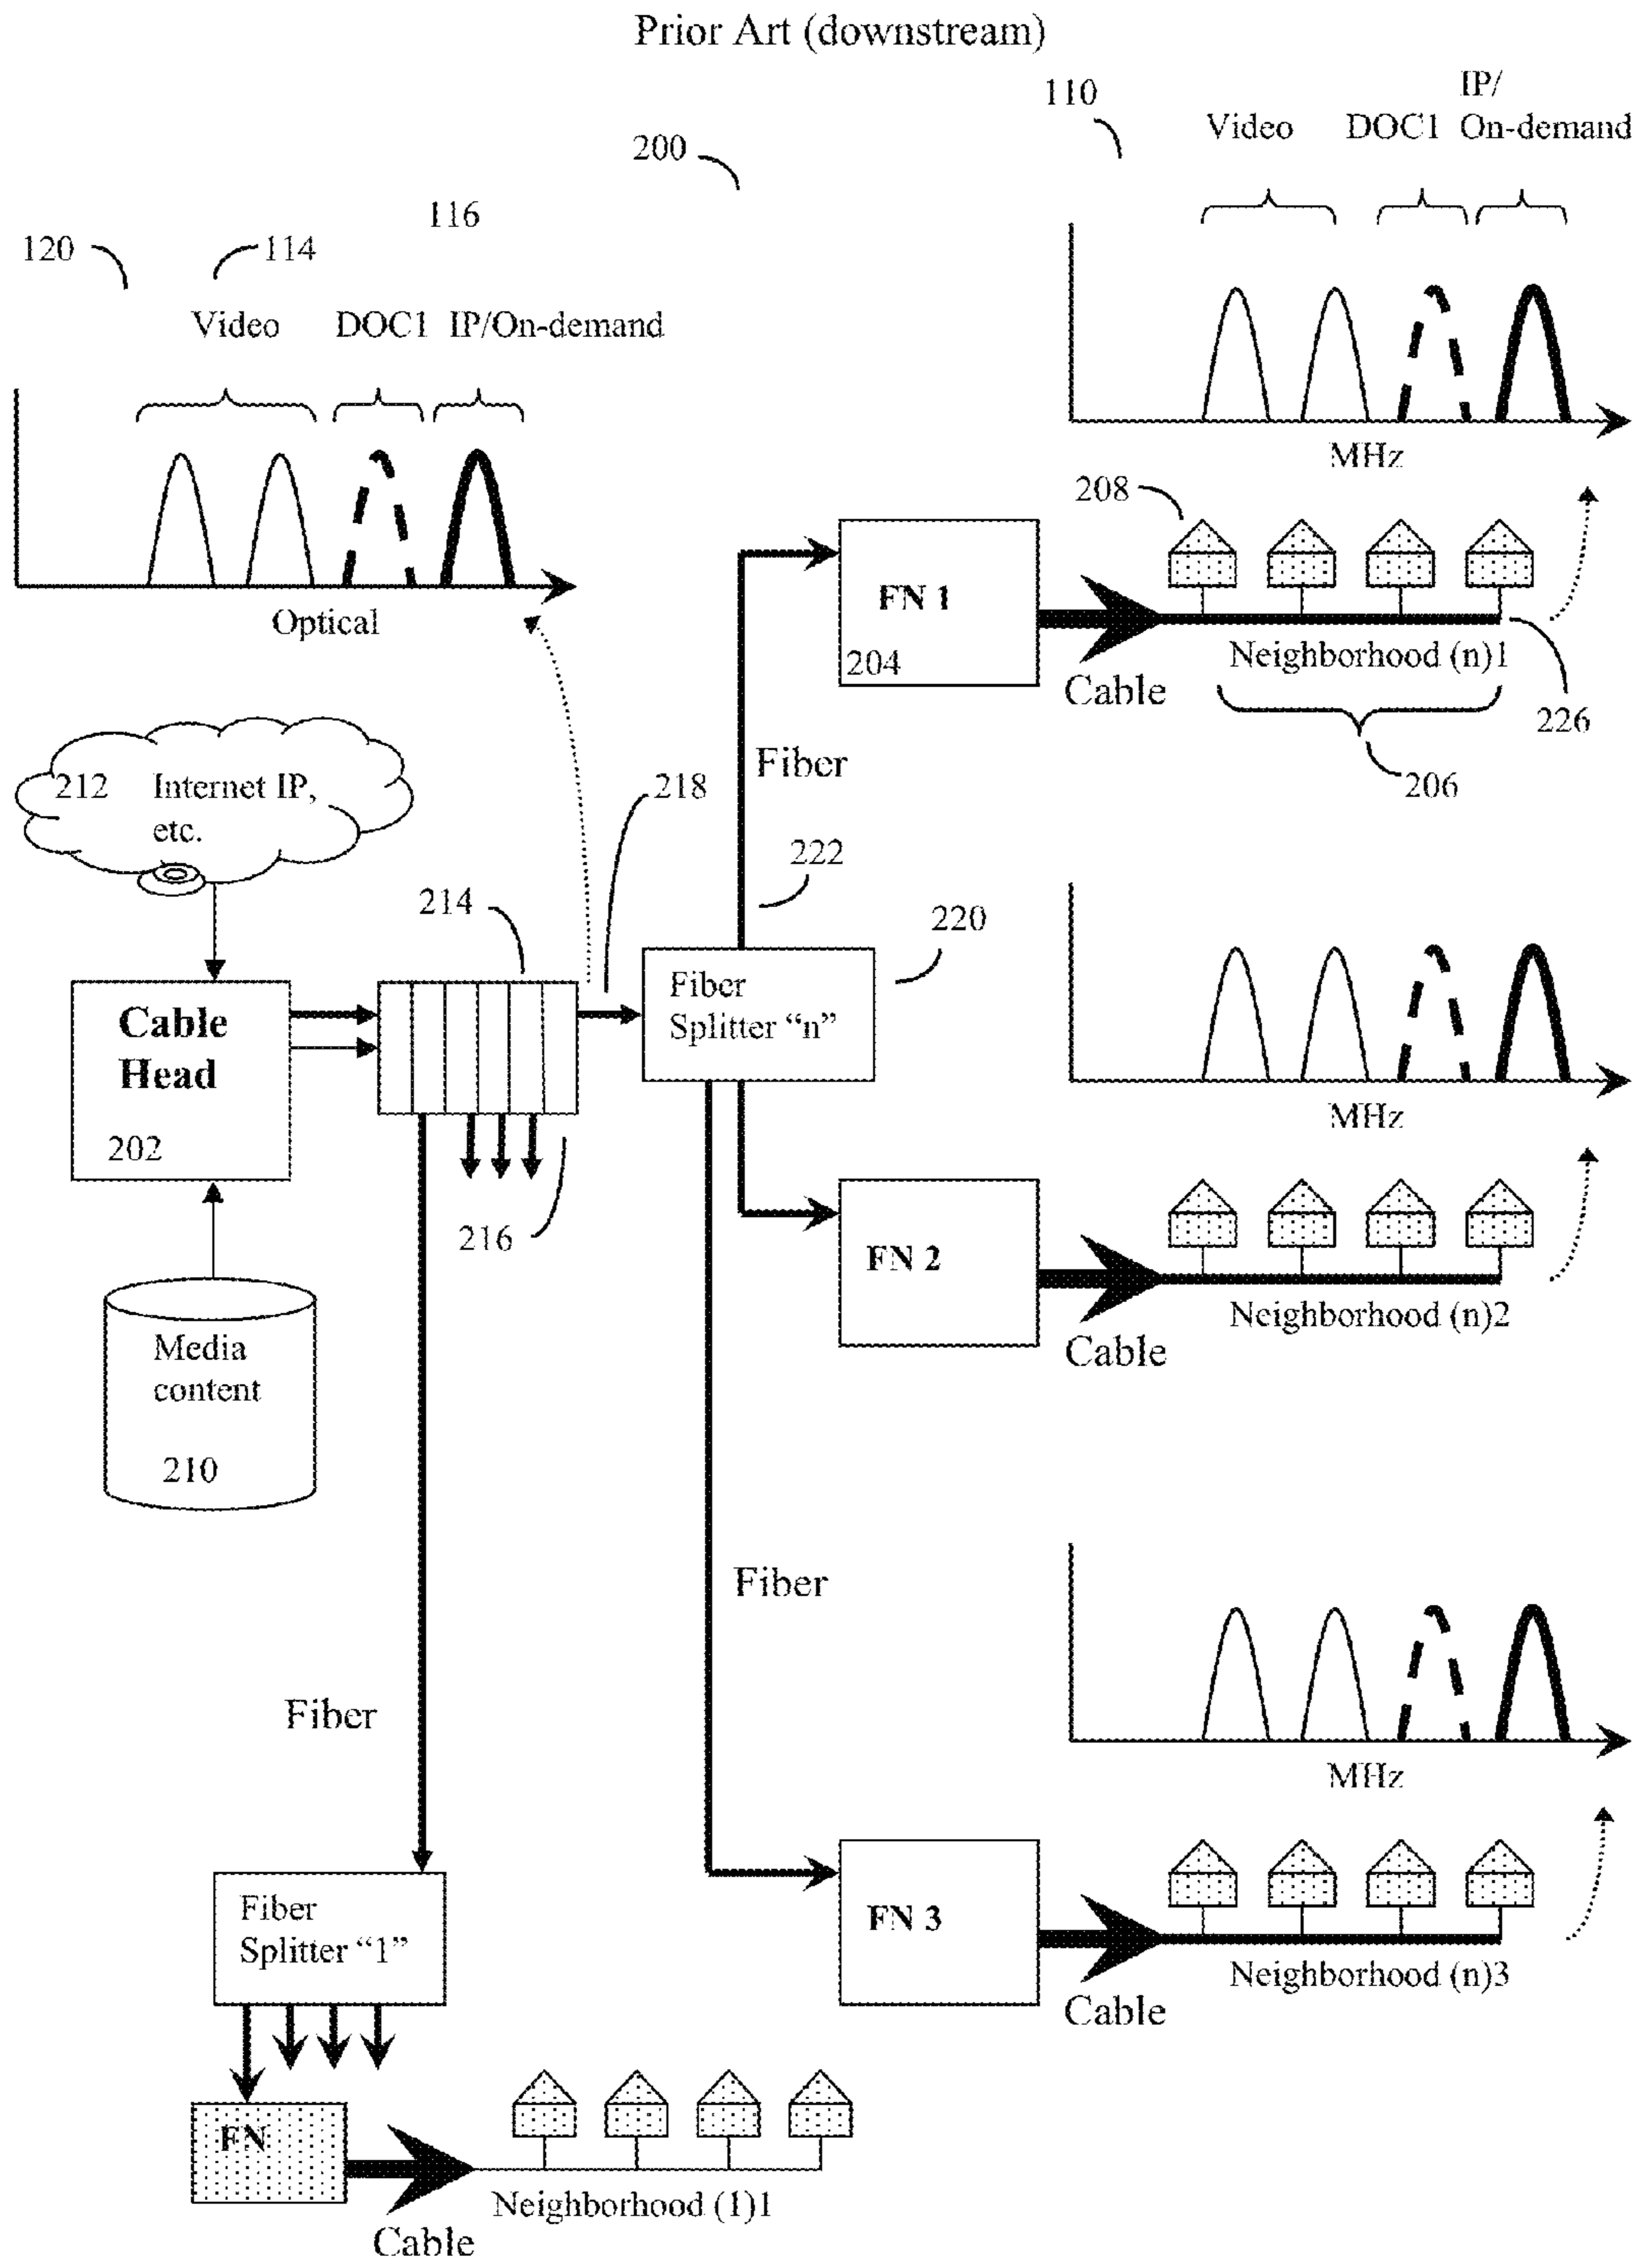 Prior Art (downstream)
110
IP/
Video DOC1 On-demand
200
116
120
114
Video DOC1 IP/On-demand
MHz
208
Optical
FN 1
204
Neighborhood (n)1
Cable
226
206
Fiber
212 Internet IP,
etc.
218
222
214
220
Fiber
Splitter “n”
Cable
Head
202
MHz
216
FN 2
Neighborhood (n)2
Cable
Media
content
210
Fiber
Fiber
MHz
Fiber
Splitter “1”
FN 3
Neighborhood (n)3
Cable
FN
Neighborhood (1)1
Cable